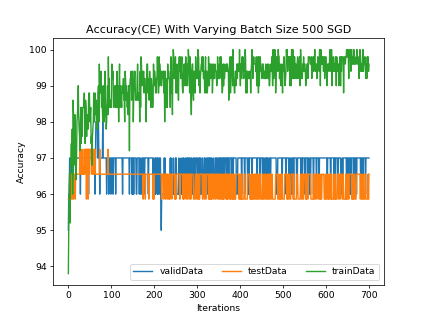 Accuracy(CE) With Varying Batch Size 500 SGD
100
99
98
97
96
95
94
Accuracy
validData testData trainData
0 100 200 300 400 500 600 700
Iterations